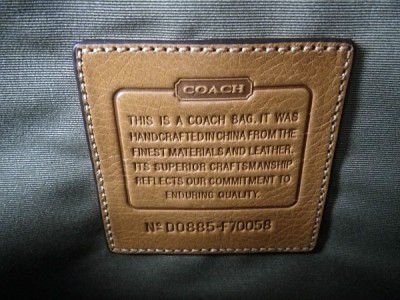 COACH
THIS IS A COACH BAG. IT WAS
HANDCRAFTED IN CHINA FROM THE
FINEST MATERIALS AND LEATHER.
ITS SUPERIOR CRAFTSMANSHIP
REFLECTS OUR COMMITMENT TO
ENDURING QUALITY.
Nº D0885-F70058